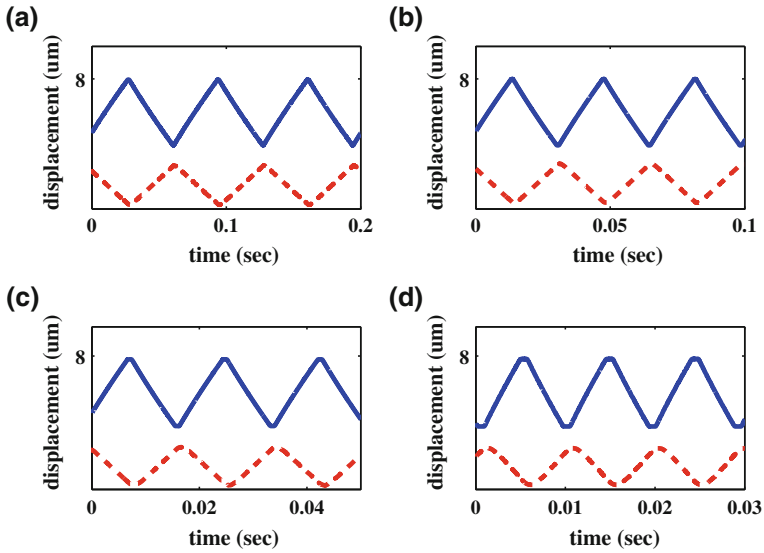 (a)
displacement (um)
8
0
0.1
0.2
time (sec)
(b)
displacement (um)
8
0
0.05
0.1
time (sec)
(c)
displacement (um)
8
0
0.02
0.04
time (sec)
(d)
displacement (um)
8
0
0.01
0.02
0.03
time (sec)